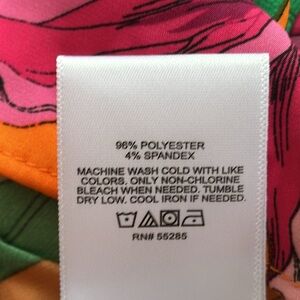 96% POLYESTER
4% SPANDEX
MACHINE WASH COLD WITH LIKE
COLORS. ONLY NON-CHLORINE
BLEACH WHEN NEEDED. TUMBLE
DRY LOW. COOL IRON IF NEEDED.
RN# 55285